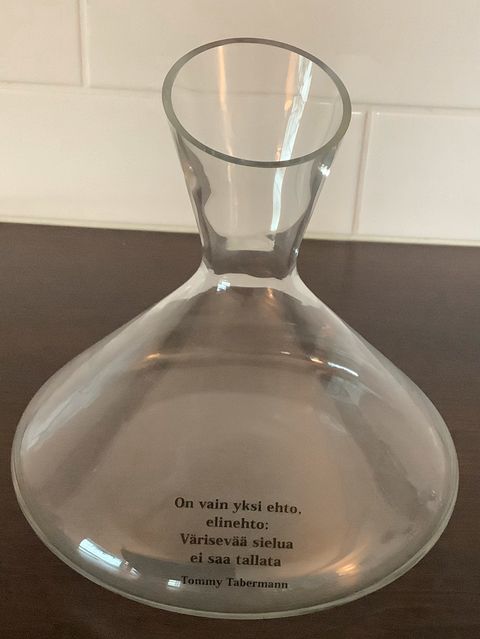 On vain yksi ehto,
elinehto:
Värisevää sielua
ei saa tallata
Tommy Tabermann